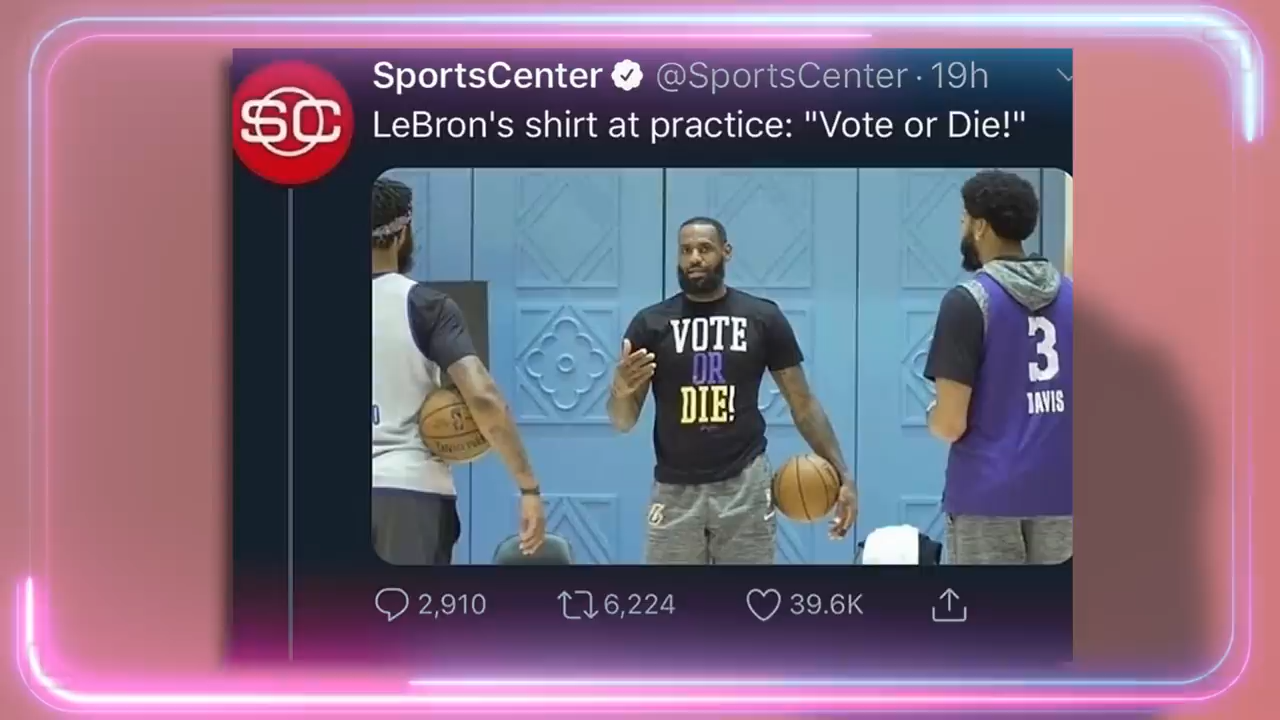 SportsCenter @SportsCenter · 19h
LeBron's shirt at practice: "Vote or Die!"
SC
VOTE
OR
DIE!
3
DAVIS
2,910 6,224 39.6K